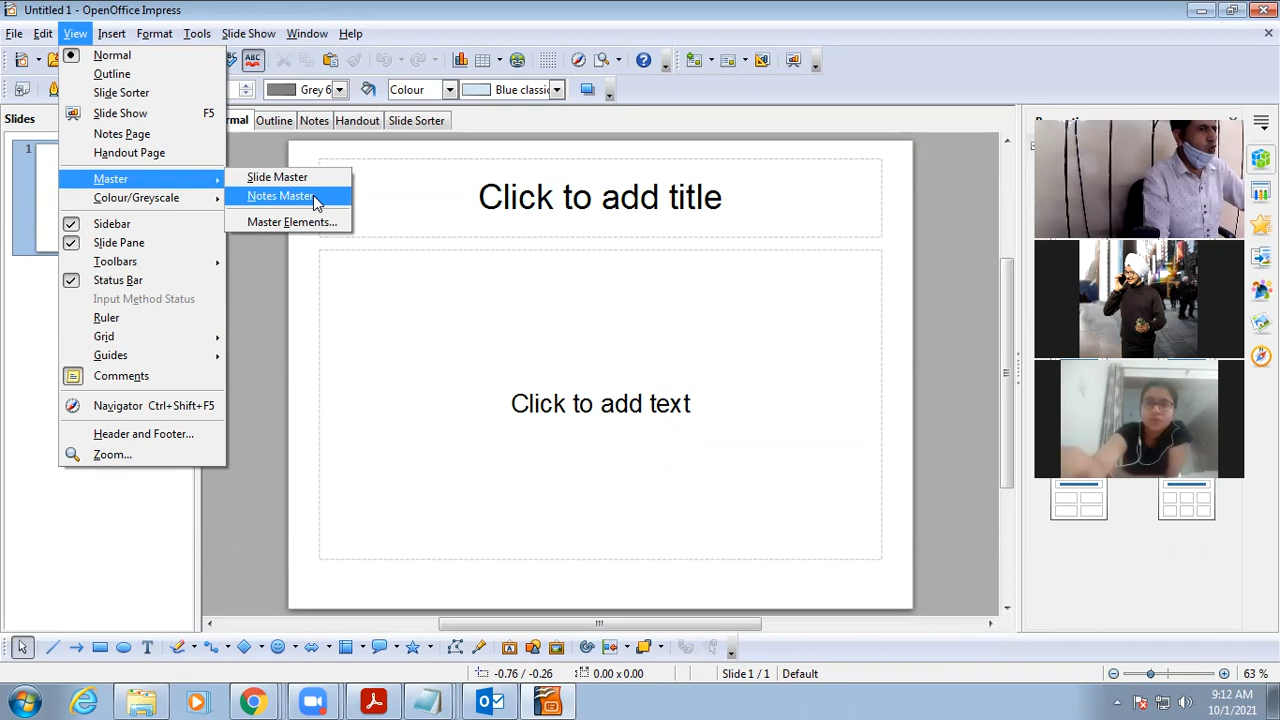 Untitled 1 - OpenOffice Impress
File Edit View Insert Format Tools Slide Show Window Help
ABC
Grey 6 Colour Blue classic
Slides
Normal
Outline
Slide Sorter
Slide Show F5
Notes Page
Handout Page
Master
Colour/Greyscale
Sidebar
Slide Pane
Toolbars
Status Bar
Input Method Status
Ruler
Grid
Guides
Comments
Navigator Ctrl+Shift+F5
Header and Footer...
Zoom...
Slide Master
Notes Master
Master Elements...
Outline Notes Handout Slide Sorter
1
Click to add title
Click to add text
-0.76 / -0.26 0.00 x 0.00 Slide 1 / 1 Default 63 %
9:12 AM
10/1/2021